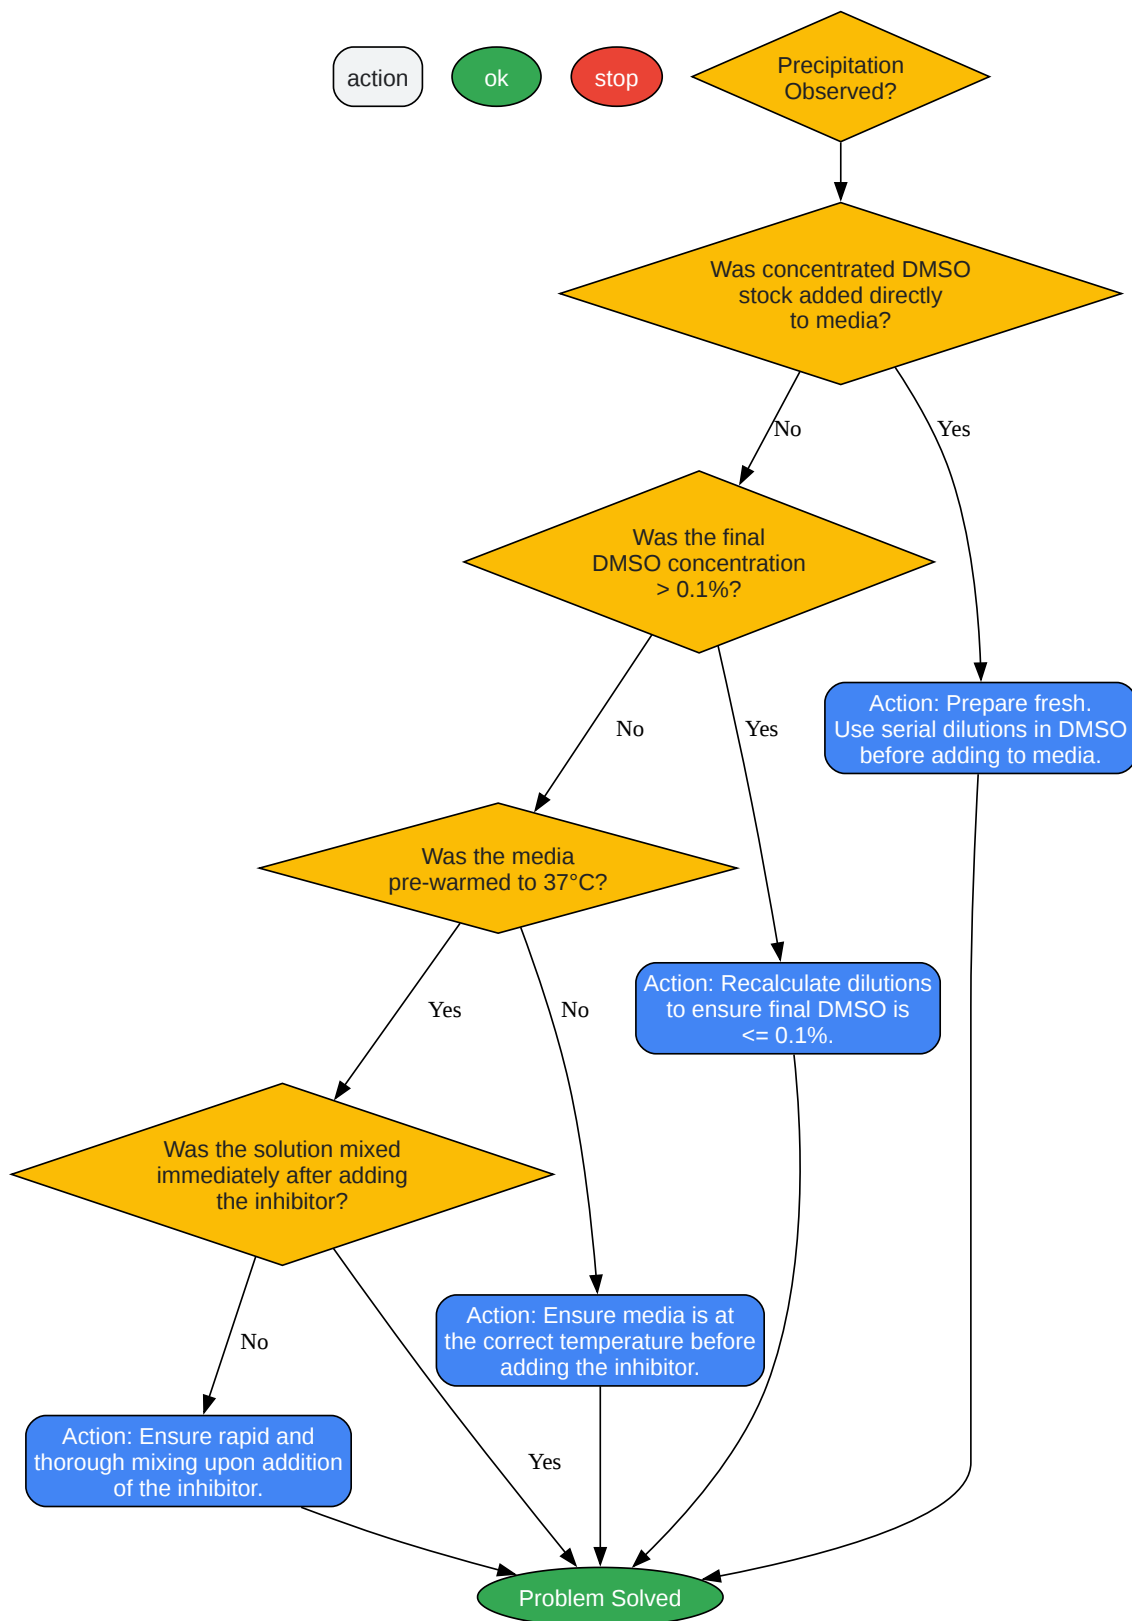 action
ok
stop
Precipitation
Observed?
Was concentrated DMSO
stock added directly
to media?
No
Yes
Was the final
DMSO concentration
> 0.1%?
Action: Prepare fresh.
Use serial dilutions in DMSO
before adding to media.
No
Yes
Was the media
pre-warmed to 37°C?
Action: Recalculate dilutions
to ensure final DMSO is
<= 0.1%.
Yes
No
Was the solution mixed
immediately after adding
the inhibitor?
Action: Ensure media is at
the correct temperature before
adding the inhibitor.
No
Action: Ensure rapid and
thorough mixing upon addition
of the inhibitor.
Yes
Problem Solved